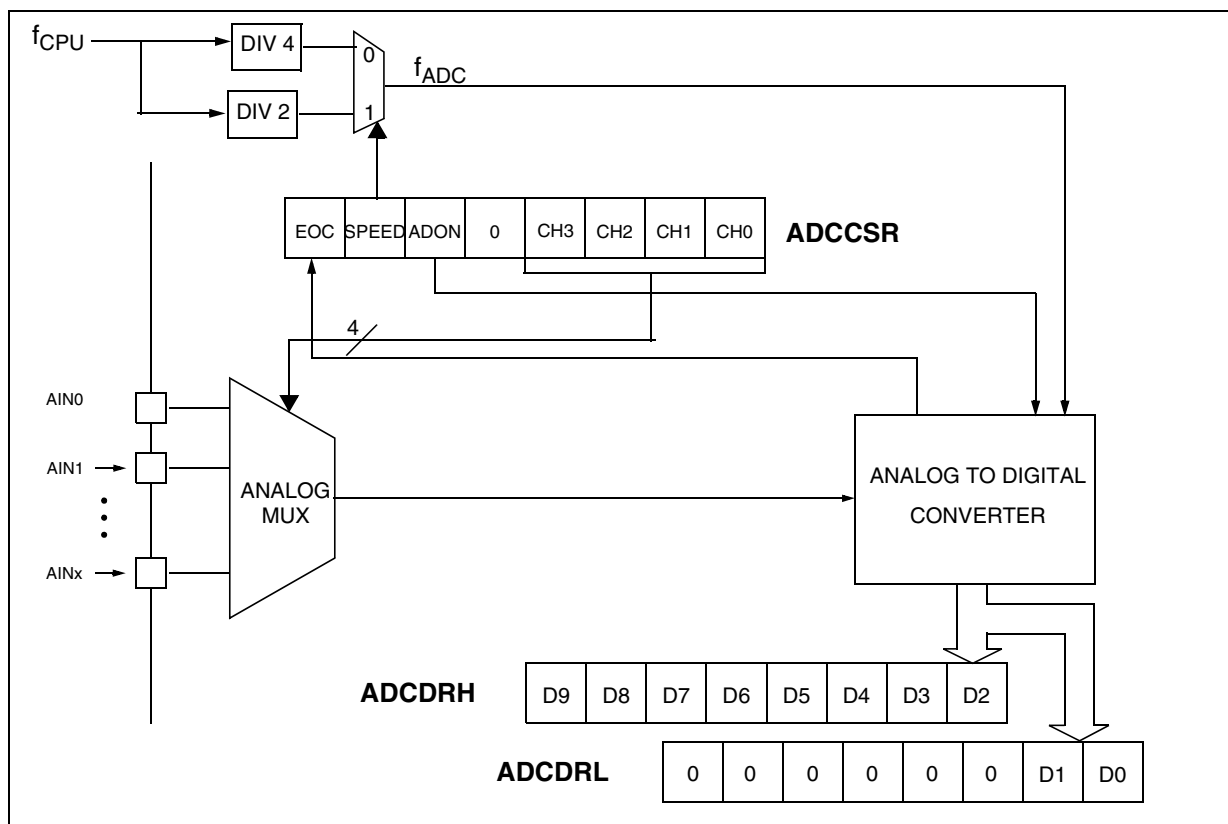 fCPU
DIV 4
0
fADC
DIV 2
1
EOC SPEED ADON 0 CH3 CH2 CH1 CH0 ADCCSR
4
AIN0
AIN1
ANALOG
MUX
AINx
ANALOG TO DIGITAL
CONVERTER
ADCDRH D9 D8 D7 D6 D5 D4 D3 D2
ADCDRL 0 0 0 0 0 0 D1 D0